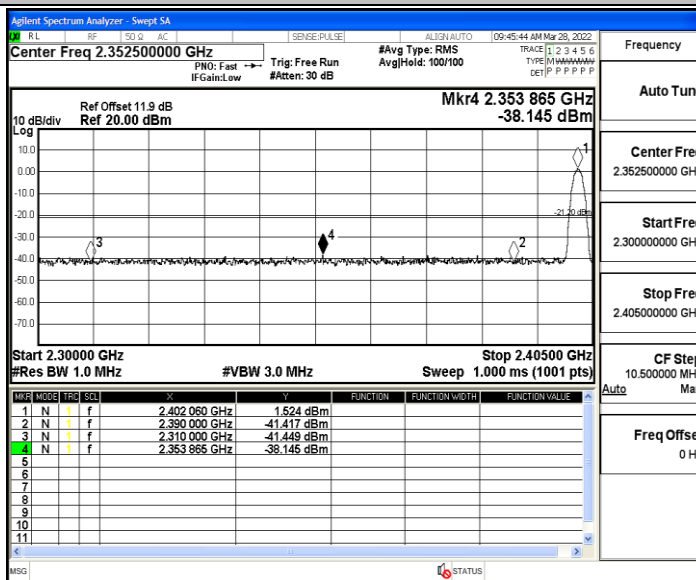 Agilent Spectrum Analyzer - Swept SA
RL RF 50 Ω AC SENSE:PULSE ALIGN AUTO 09:45:44 AM Mar 28, 2022
Center Freq 2.352500000 GHz
PNO: Fast
IFGain:Low
Trig: Free Run
#Atten: 30 dB
#Avg Type: RMS
Avg|Hold: 100/100
TRACE 1 2 3 4 5 6
TYPE M
DET P P P P P P
Ref Offset 11.9 dB
Ref 20.00 dBm
10 dB/div
Log
Mkr4 2.353 865 GHz
-38.145 dBm
10.0
0.00
-10.0
-20.0
-30.0
-40.0
-50.0
-60.0
-70.0
1
-21.20 dBm
3
4
2
Start 2.30000 GHz Stop 2.40500 GHz
#Res BW 1.0 MHz #VBW 3.0 MHz Sweep 1.000 ms (1001 pts)
MKR MODE TRC SCL X Y FUNCTION FUNCTION WIDTH FUNCTION VALUE
1 N 1 f 2.402 060 GHz 1.524 dBm
2 N 1 f 2.390 000 GHz -41.417 dBm
3 N 1 f 2.310 000 GHz -41.449 dBm
4 N 1 f 2.353 865 GHz -38.145 dBm
5
6
7
8
9
10
11
MSG STATUS
Frequency
Auto Tun
Center Fre
2.352500000 GH
Start Fre
2.300000000 GH
Stop Fre
2.405000000 GH
CF Step
10.500000 MH
Auto Ma
Freq Offse
0 H